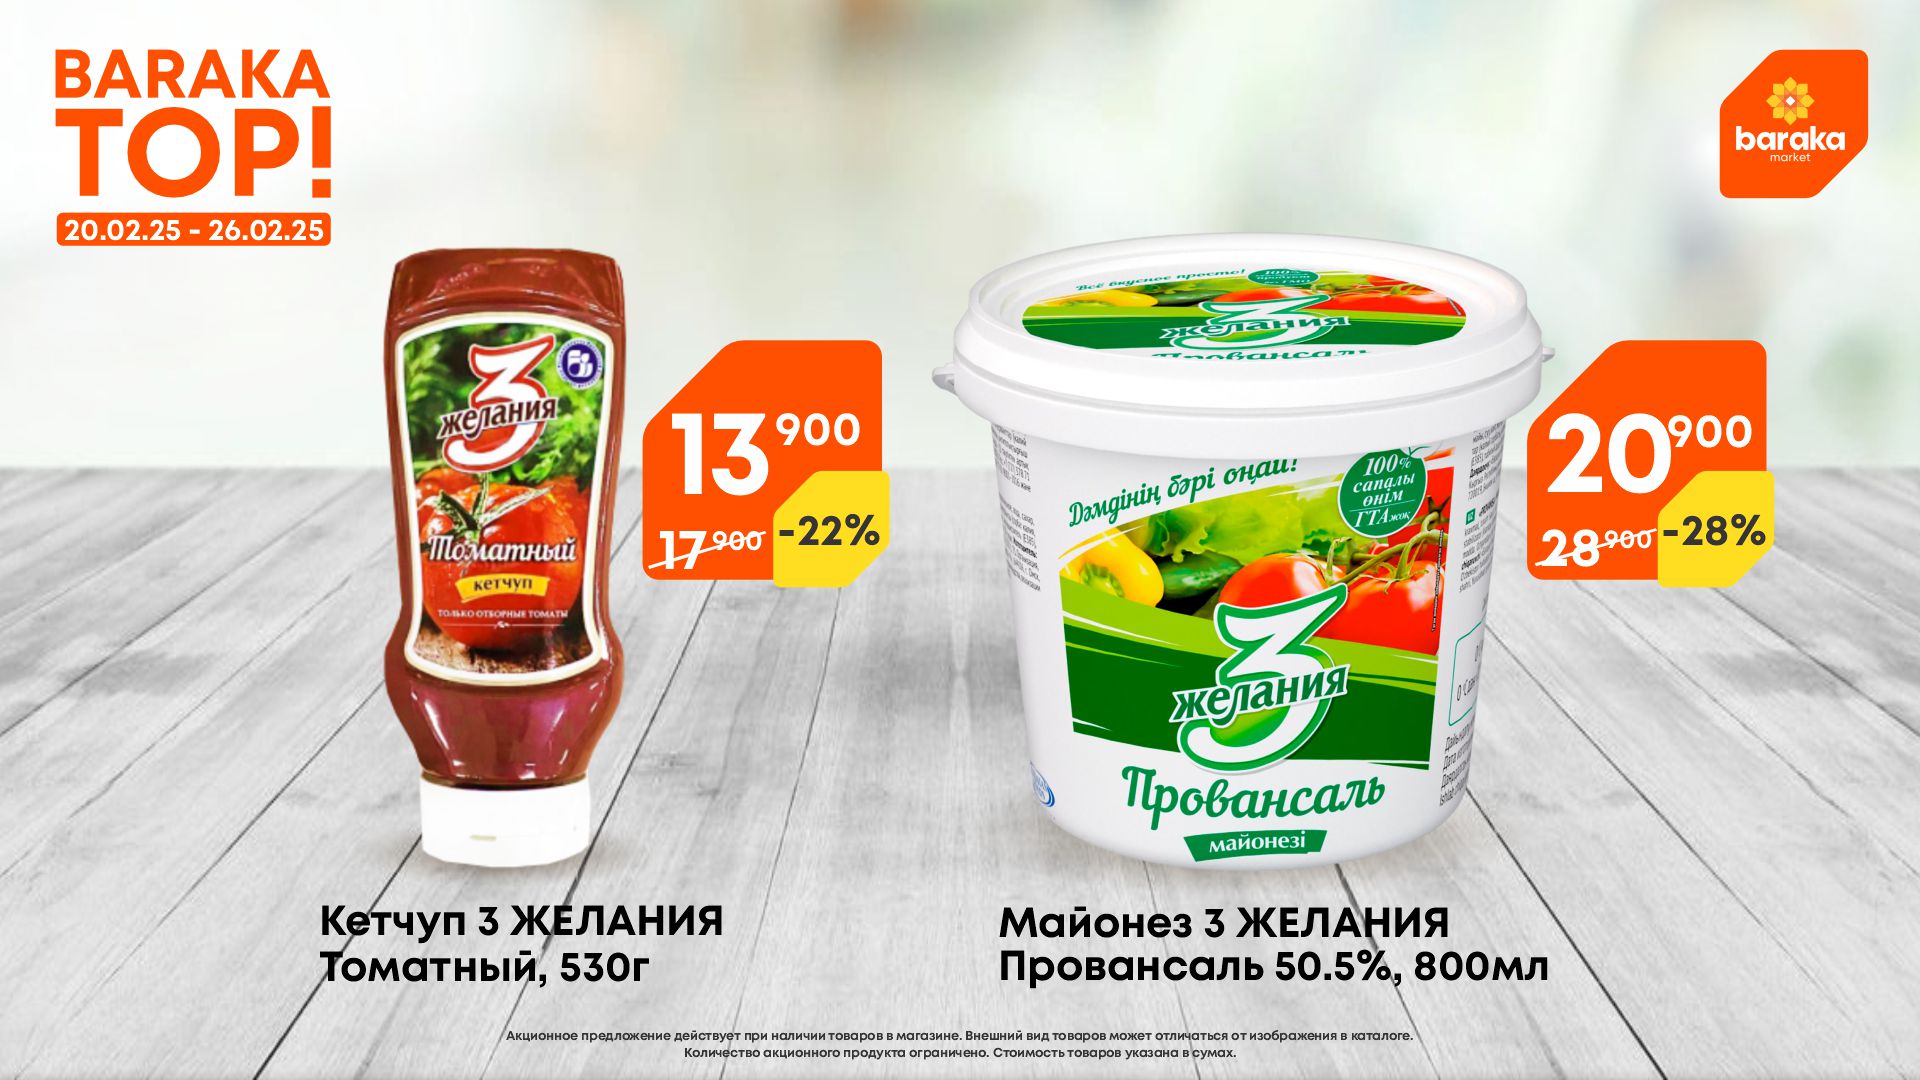 BARAKA
TOP!
20.02.25 - 26.02.25
baraka
market
3
желания
Томатный
кетчуп
ТОЛЬКО ОТБОРНЫЕ ТОМАТЫ
13 900
17 900
-22%
Всё вкусное просто!
3
желания
Провансаль
Дәмдінің бәрі оңай!
100%
сапалы
өнім
ГТА жоқ
3
желания
Провансаль
майонезі
20 900
28 900
-28%
Кетчуп 3 ЖЕЛАНИЯ
Томатный, 530г
Майонез 3 ЖЕЛАНИЯ
Провансаль 50.5%, 800мл
Акционное предложение действует при наличии товаров в магазине. Внешний вид товаров может отличаться от изображения в каталоге.
Количество акционного продукта ограничено. Стоимость товаров указана в сумах.